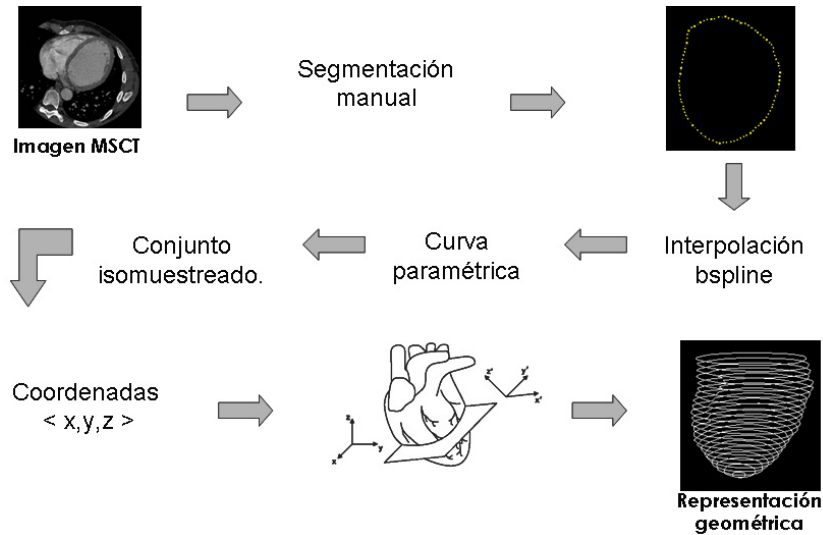 Segmentación
manual
Imagen MSCT
Conjunto
isomuestreado.
Curva
paramétrica
Interpolación
bspline
Coordenadas
< x,y,z >
z
y
x
z'
y'
x'
Representación
geométrica